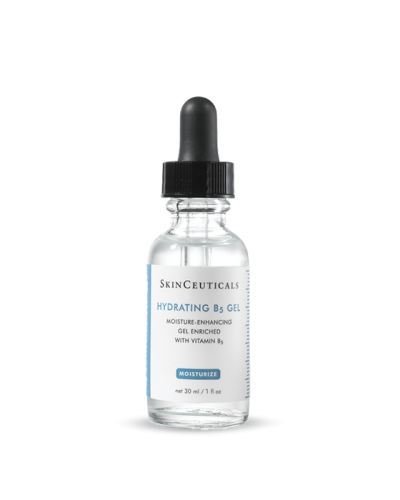 SKINCEUTICALS
HYDRATING B5 GEL
MOISTURE-ENHANCING
GEL ENRICHED
WITH VITAMIN B5
MOISTURIZE
net 30 ml / 1 fl oz